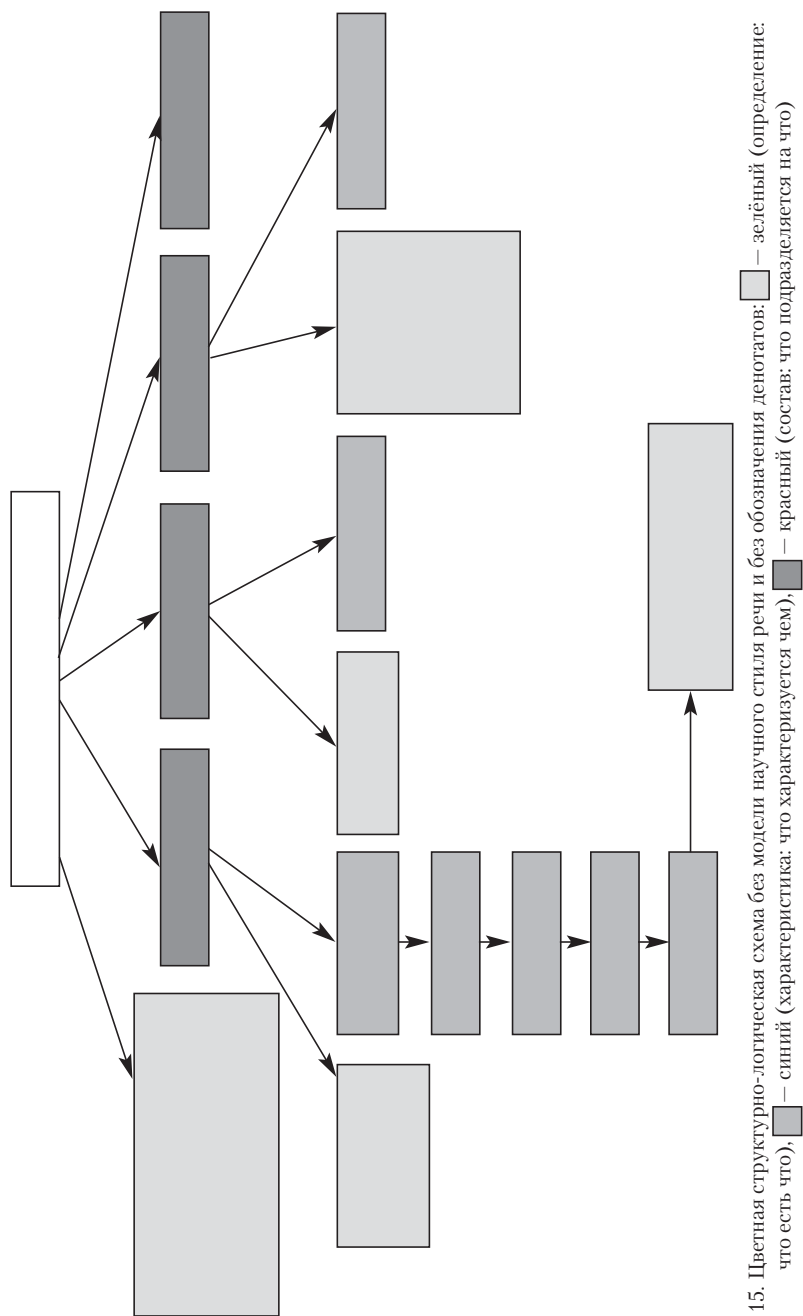 15. Цветная структурно-логическая схема без модели научного стиля речи и без обозначения денотатов: — зелёный (определение:
что есть что), — синий (характеристика: что характеризуется чем), — красный (состав: что подразделяется на что)